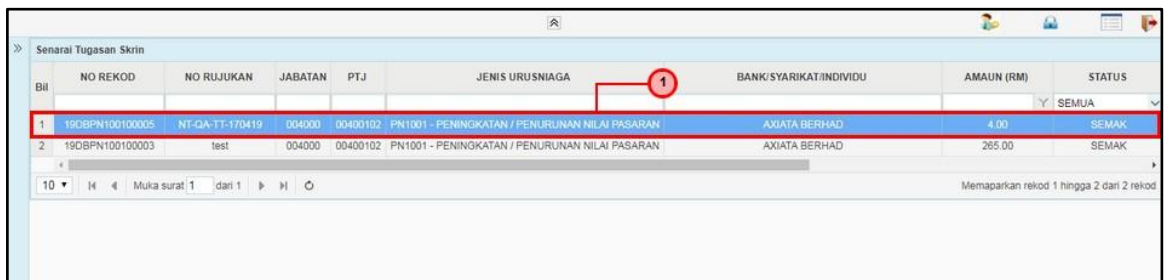 Senarai Tugasan Skrin
Bil NO REKOD NO RUJUKAN JABATAN PTJ JENIS URUSNIAGA BANK/SYARIKAT/INDIVIDU AMAUN (RM) STATUS
1
SEMUA
1 19DBPN100100005 NT-QA-TT-170419 004000 00400102 PN1001 - PENINGKATAN / PENURUNAN NILAI PASARAN AXIATA BERHAD 4.00 SEMAK
2 19DBPN100100003 test 004000 00400102 PN1001 - PENINGKATAN / PENURUNAN NILAI PASARAN AXIATA BERHAD 265.00 SEMAK
10 Muka surat 1 dari 1 Memaparkan rekod 1 hingga 2 dari 2 rekod